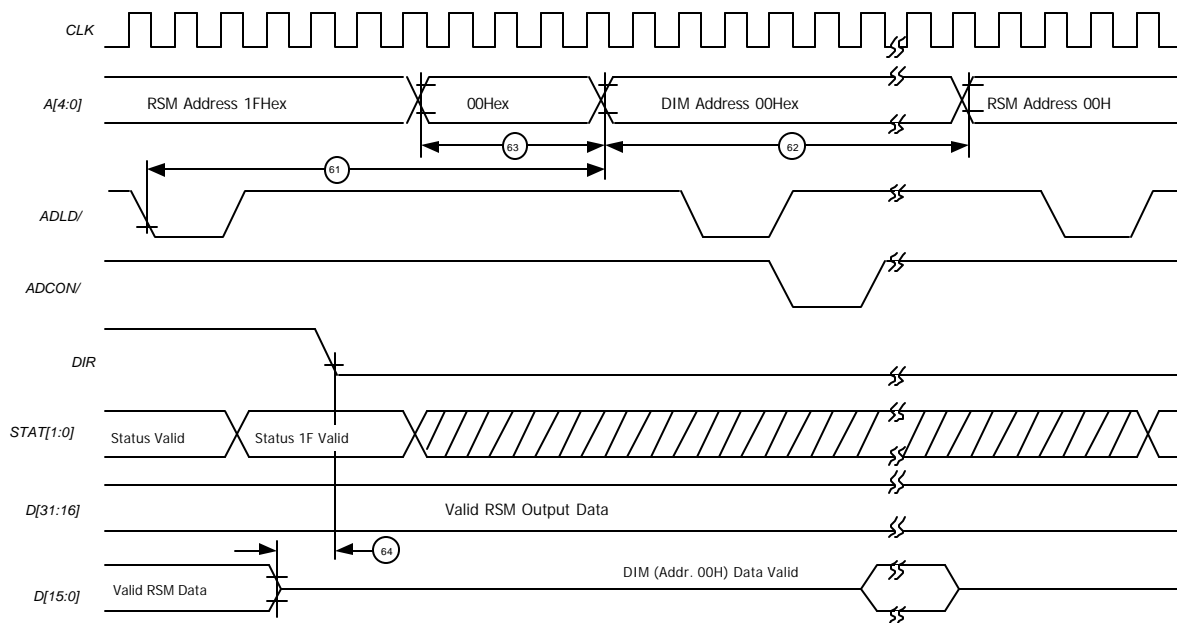 CLK
A[4:0]
RSM Address 1FHex
00Hex
DIM Address 00Hex
RSM Address 00H
63
62
61
ADLD/
ADCON/
DIR
STAT[1:0]
Status Valid
Status 1F Valid
D[31:16]
Valid RSM Output Data
64
D[15:0]
Valid RSM Data
DIM (Addr. 00H) Data Valid